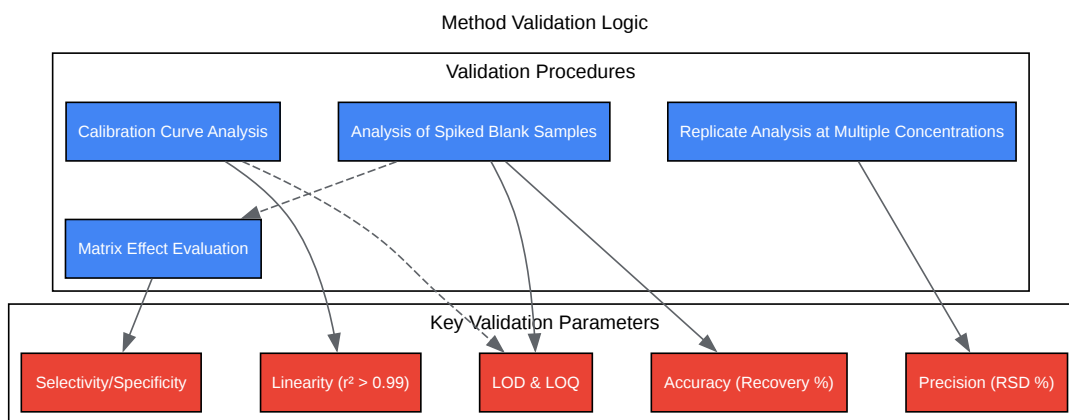 Method Validation Logic
Validation Procedures
Calibration Curve Analysis
Analysis of Spiked Blank Samples
Replicate Analysis at Multiple Concentrations
Matrix Effect Evaluation
Key Validation Parameters
Selectivity/Specificity
Linearity (r² > 0.99)
LOD & LOQ
Accuracy (Recovery %)
Precision (RSD %)